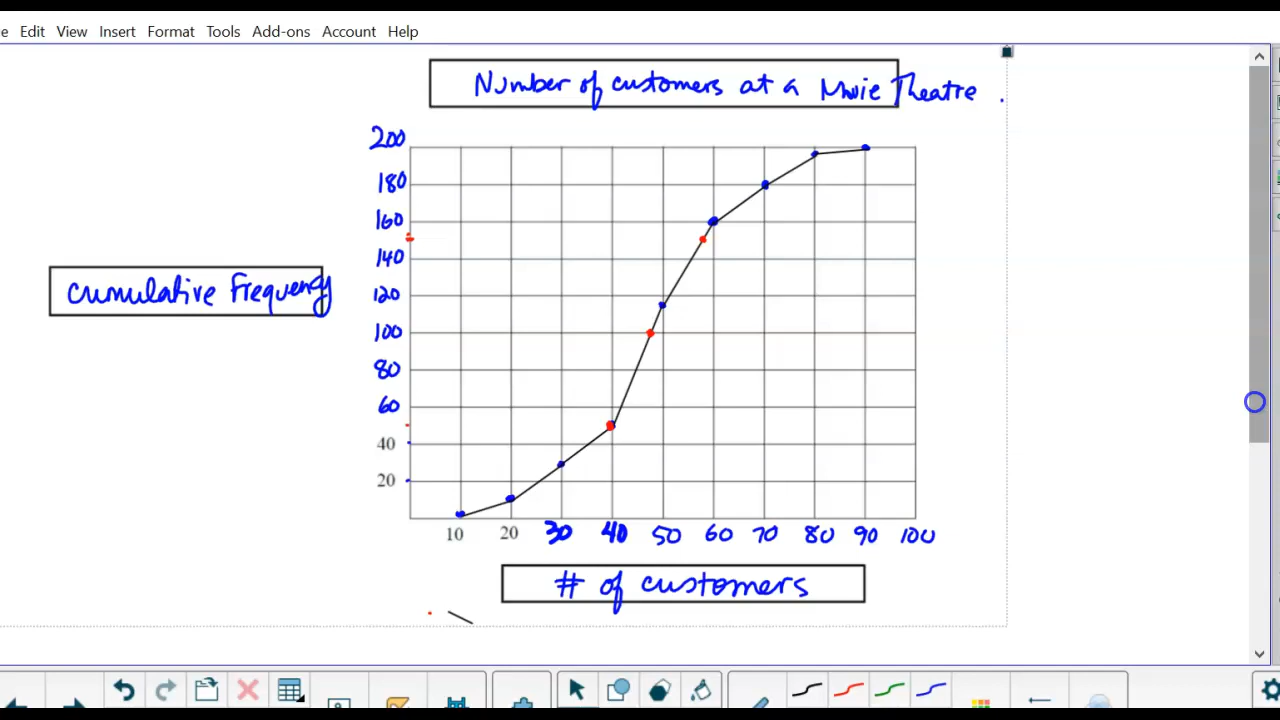 e Edit View Insert Format Tools Add-ons Account Help
Number of customers at a Movie Theatre.
200
180
160
140
Cumulative Frequency
120
100
80
60
40
20
10 20 30 40 50 60 70 80 90 100
# of customers